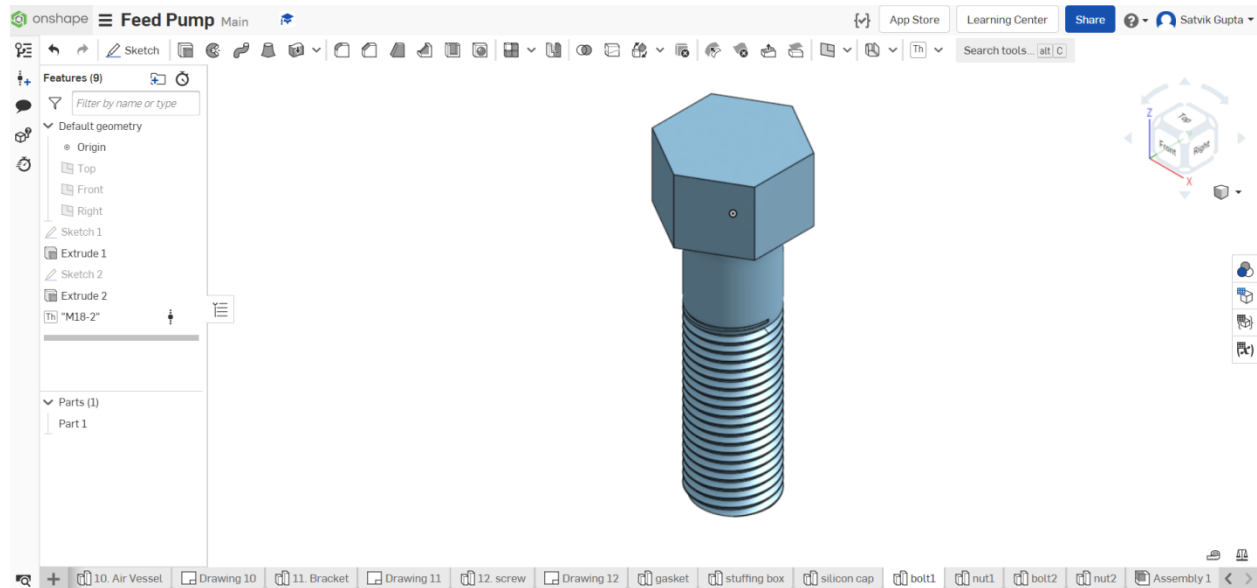 onshape Feed Pump Main App Store Learning Center Share Satvik Gupta
Sketch Th Search tools... alt C
Features (9)
Filter by name or type
Default geometry
Origin
Top
Front
Right
Sketch 1
Extrude 1
Sketch 2
Extrude 2
Th "M18-2"
Parts (1)
Part 1
Z
Top
Front Right
X
10. Air Vessel Drawing 10 11. Bracket Drawing 11 12. screw Drawing 12 gasket stuffing box silicon cap bolt1 nut1 bolt2 nut2 Assembly 1